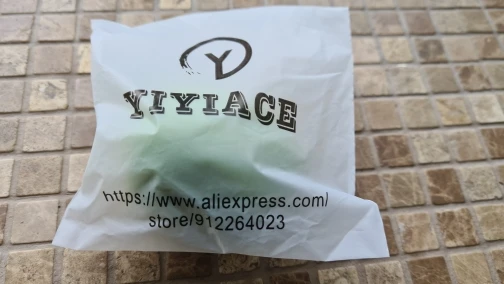 Y
YIYIACE
https://www.aliexpress.com/
store/912264023